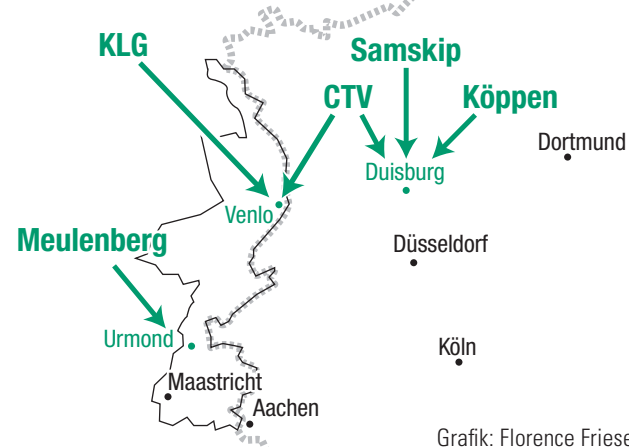 KLG
Samskip
CTV
Köppen
Dortmund
Duisburg
Venlo
Meulenberg
Düsseldorf
Urmond
Köln
Maastricht
Aachen
Grafik: Florence Friese